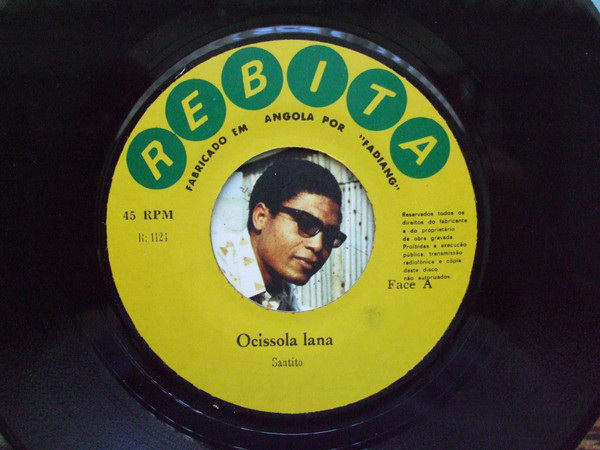 REBITA
FABRICADO EM ANGOLA POR "FADIANG"
45 RPM
R: 1121
Reservados todos os
direitos do fabricante
e do proprietário
da obra gravada.
Proibidas a execução
pública, transmissão
radiofónica e cópia
deste disco
não autorizados.
Face A
Ocissola lana
Santito